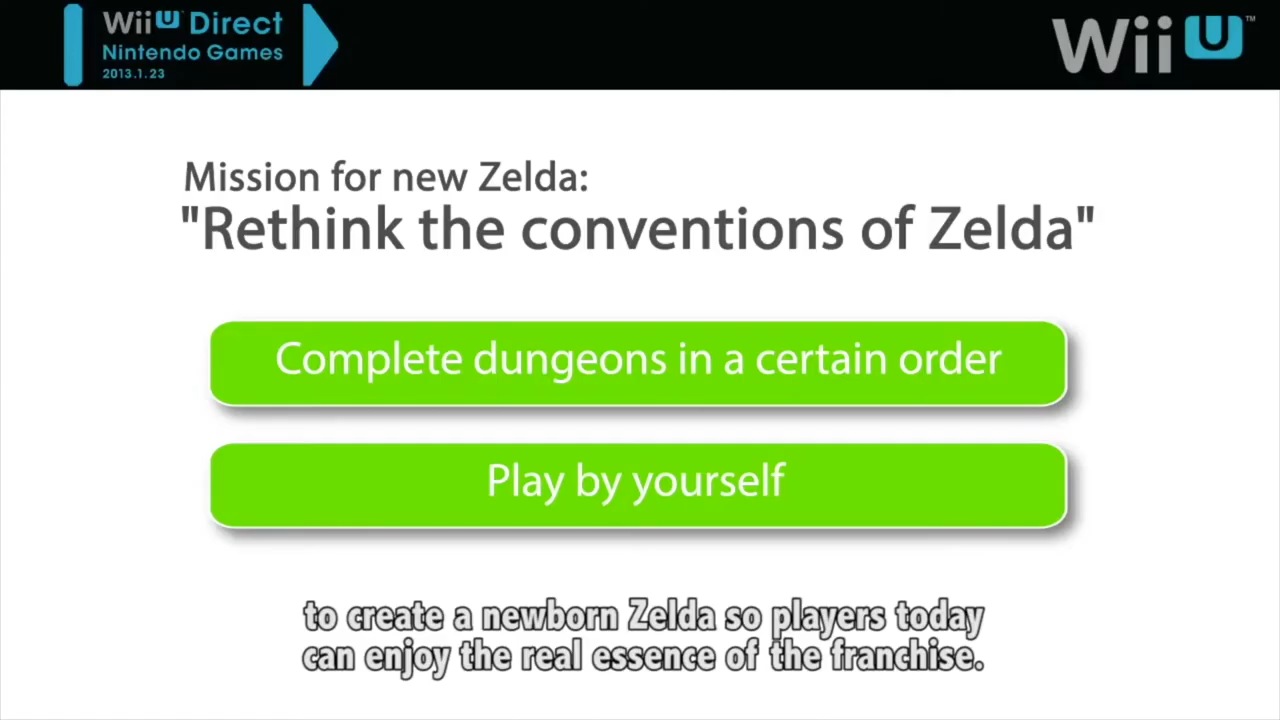 Wii U Direct
Nintendo Games
2013.1.23
Wii U™
Mission for new Zelda:
"Rethink the conventions of Zelda"
Complete dungeons in a certain order
Play by yourself
to create a newborn Zelda so players today
can enjoy the real essence of the franchise.